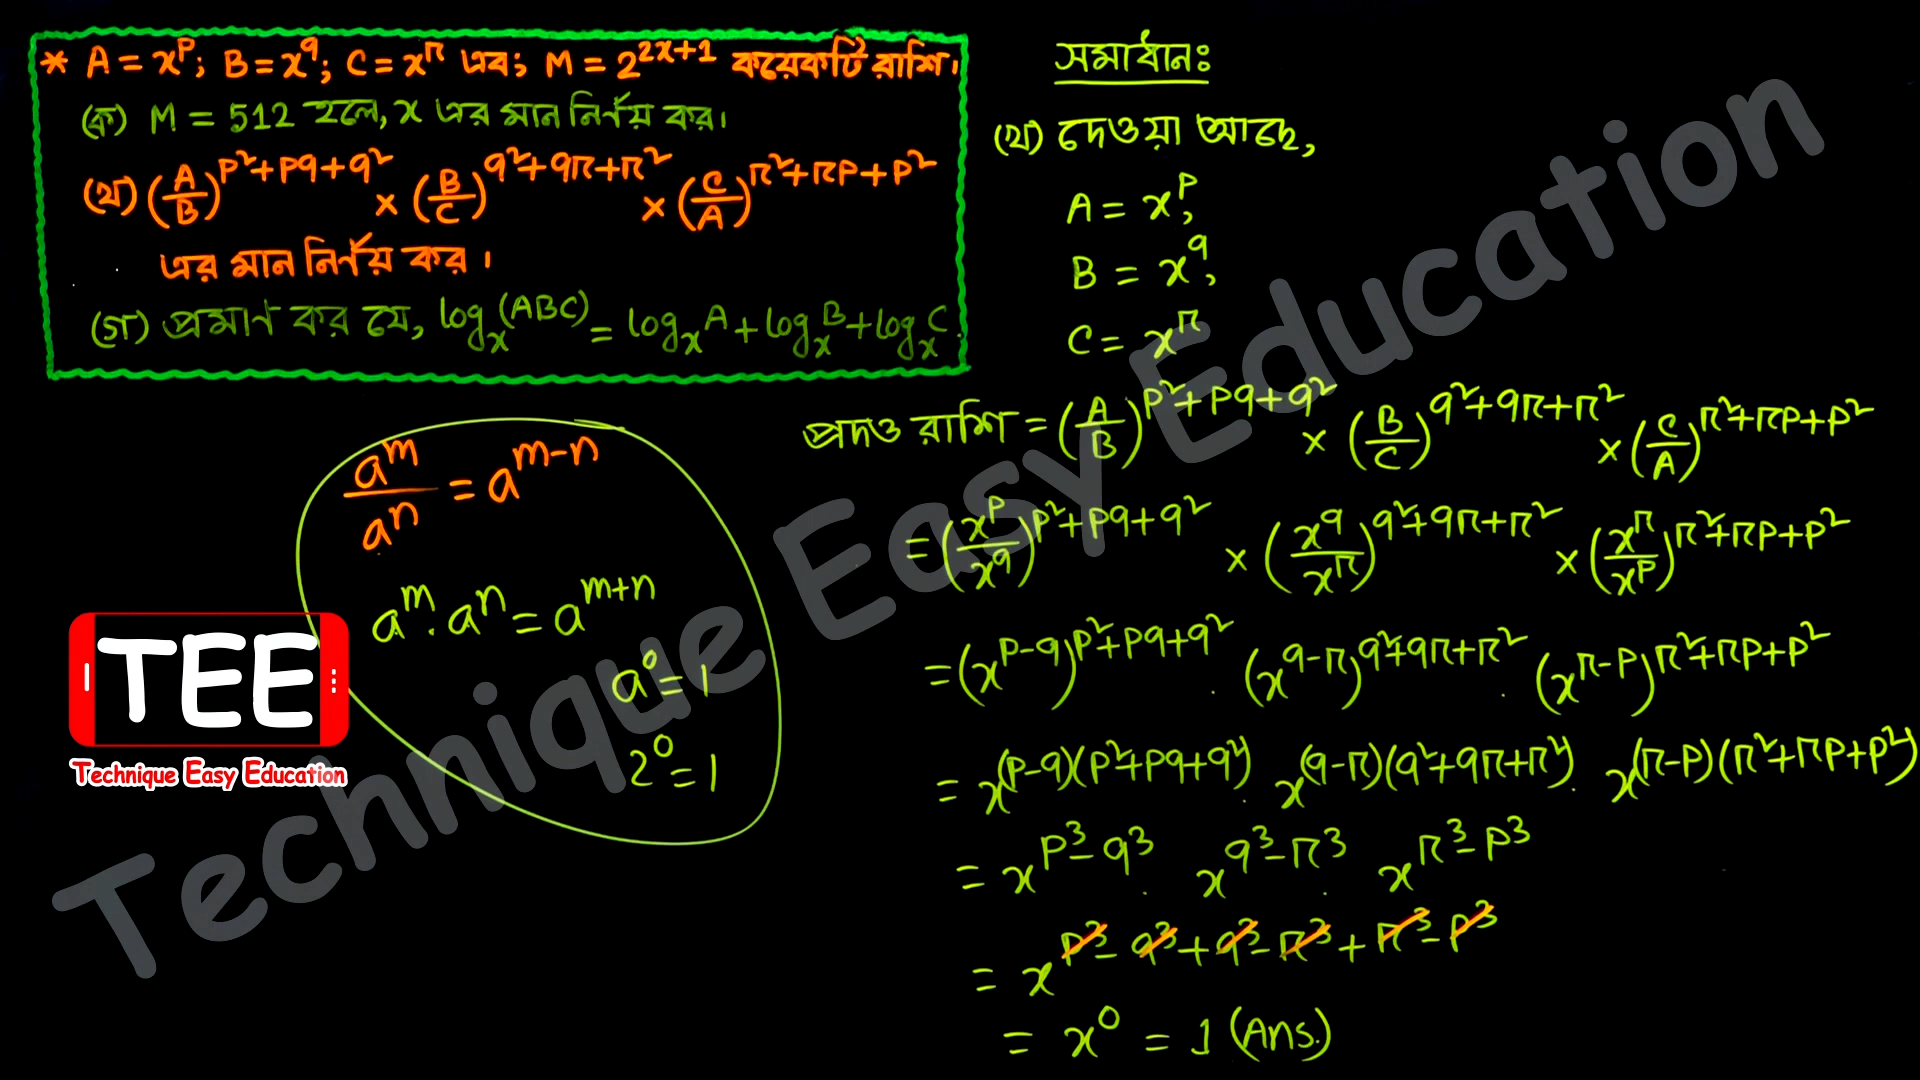 * A = x^p; B = x^q; C = x^r এবং; M = 2^(2x+1) কয়েকটি রাশি।
(ক) M = 512 হলে, x এর মান নির্ণয় কর।
(খ) (A/B)^(p²+pq+q²) × (B/C)^(q²+qr+r²) × (C/A)^(r²+rp+p²)
এর মান নির্ণয় কর।
(গ) প্রমাণ কর যে, log_x(ABC) = log_x A + log_x B + log_x C.
a^m/a^n = a^(m-n)
a^m . a^n = a^(m+n)
a^0 = 1
2^0 = 1
TEE
Technique Easy Education
সমাধানঃ
(খ) দেওয়া আছে,
A = x^p,
B = x^q,
C = x^r
প্রদত্ত রাশি = (A/B)^(p²+pq+q²) × (B/C)^(q²+qr+r²) × (C/A)^(r²+rp+p²)
= (x^p/x^q)^(p²+pq+q²) × (x^q/x^r)^(q²+qr+r²) × (x^r/x^p)^(r²+rp+p²)
= (x^(p-q))^(p²+pq+q²) . (x^(q-r))^(q²+qr+r²) . (x^(r-p))^(r²+rp+p²)
= x^((p-q)(p²+pq+q²)) . x^((q-r)(q²+qr+r²)) . x^((r-p)(r²+rp+p²))
= x^(p³-q³) . x^(q³-r³) . x^(r³-p³)
= x^(p³-q³+q³-r³+r³-p³)
= x^0 = 1 (Ans.)
Technique Easy Education